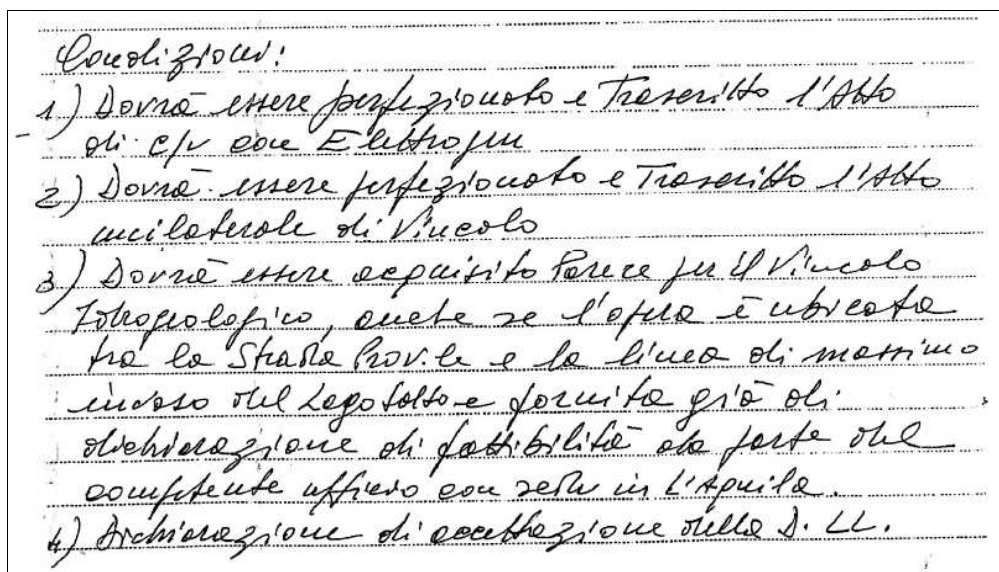 Condizioni:
1) Dovrà essere perfezionato e Trascritto l'Atto
di c/v con Elettrogen
2) Dovrà essere perfezionato e Trascritto l'Atto
unilaterale di Vincolo
3) Dovrà essere acquisito Parere per il Vincolo
Idrogeologico, anche se l'opera è ubicata
tra la Strada Prov.le e la linea di massimo
invaso del Lago fornita già di
dichiarazione di fattibilità da parte del
competente ufficio con sede in L'Aquila.
4) Dichiarazione di accettazione della D. LL.